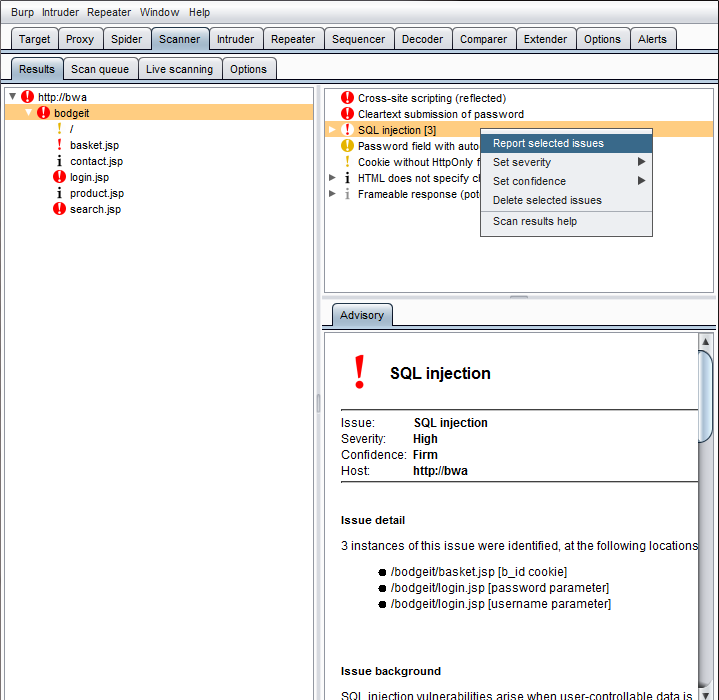 Burp Intruder Repeater Window Help
Target Proxy Spider Scanner Intruder Repeater Sequencer Decoder Comparer Extender Options Alerts
Results Scan queue Live scanning Options
http://bwa
bodgeit
/
basket.jsp
contact.jsp
login.jsp
product.jsp
search.jsp
Cross-site scripting (reflected)
Cleartext submission of password
SQL injection [3]
Password field with auto
Cookie without HttpOnly f
HTML does not specify c
Frameable response (pot
Report selected issues
Set severity
Set confidence
Delete selected issues
Scan results help
Advisory
SQL injection
Issue: SQL injection
Severity: High
Confidence: Firm
Host: http://bwa
Issue detail
3 instances of this issue were identified, at the following locations
/bodgeit/basket.jsp [b_id cookie]
/bodgeit/login.jsp [password parameter]
/bodgeit/login.jsp [username parameter]
Issue background
SQL injection vulnerabilities arise when user-controllable data is